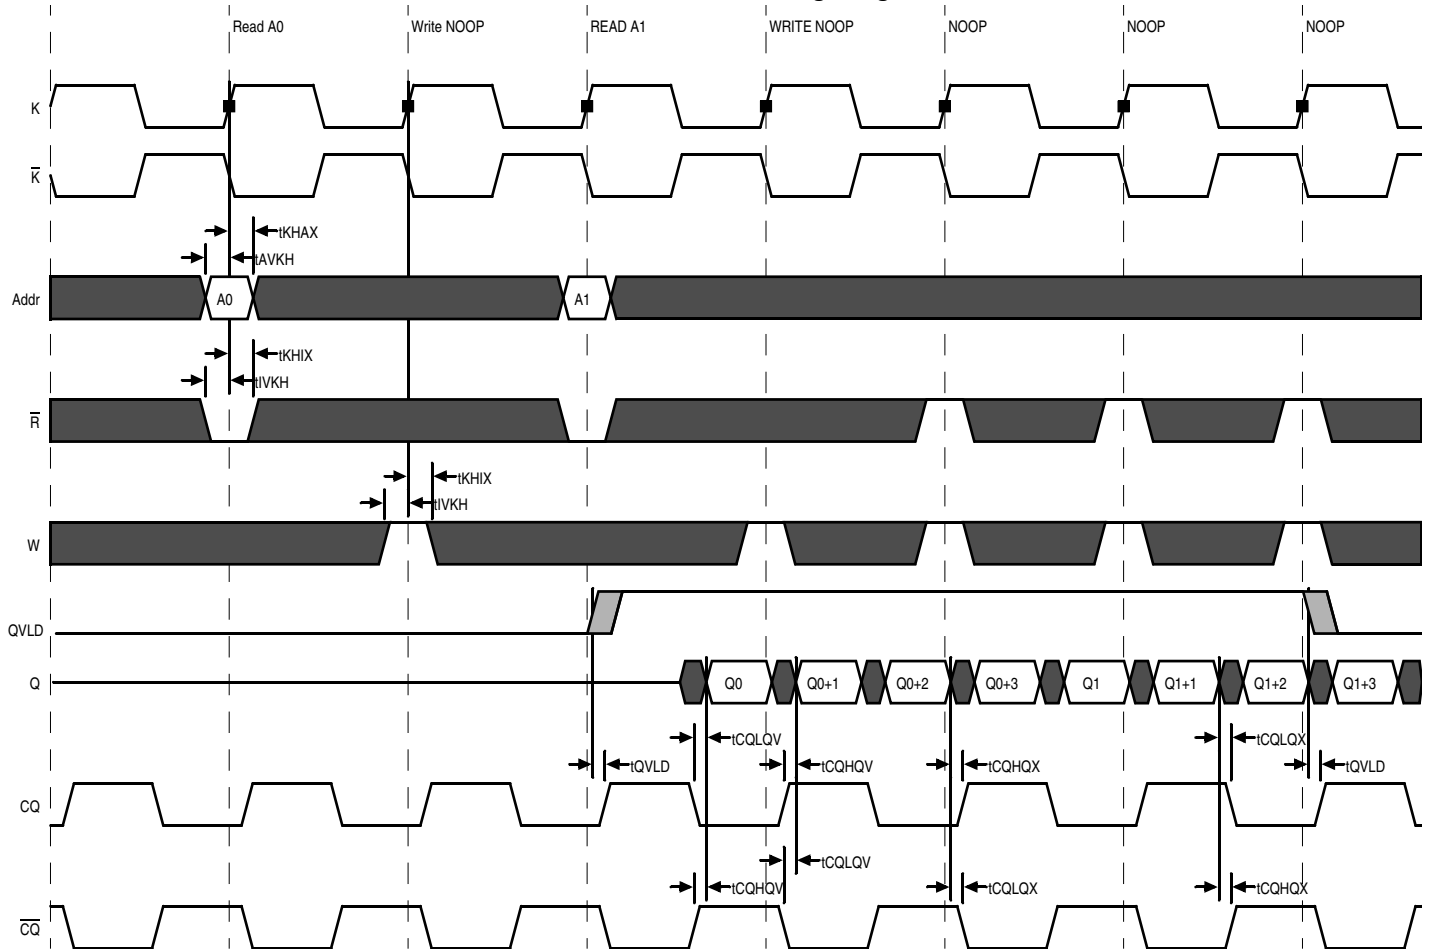 Read A0 Write NOOP READ A1 WRITE NOOP NOOP NOOP NOOP
K
K̅
tKHAX
tAVKH
Addr A0 A1
tKHIX
tIVKH
R̅
tKHIX
tIVKH
W
QVLD
Q Q0 Q0+1 Q0+2 Q0+3 Q1 Q1+1 Q1+2 Q1+3
tCQLQV tCQLQX
tQVLD tCQHQV tCQHQX tQVLD
CQ
tCQLQV
tCQHQV tCQLQX tCQHQX
C̅Q̅